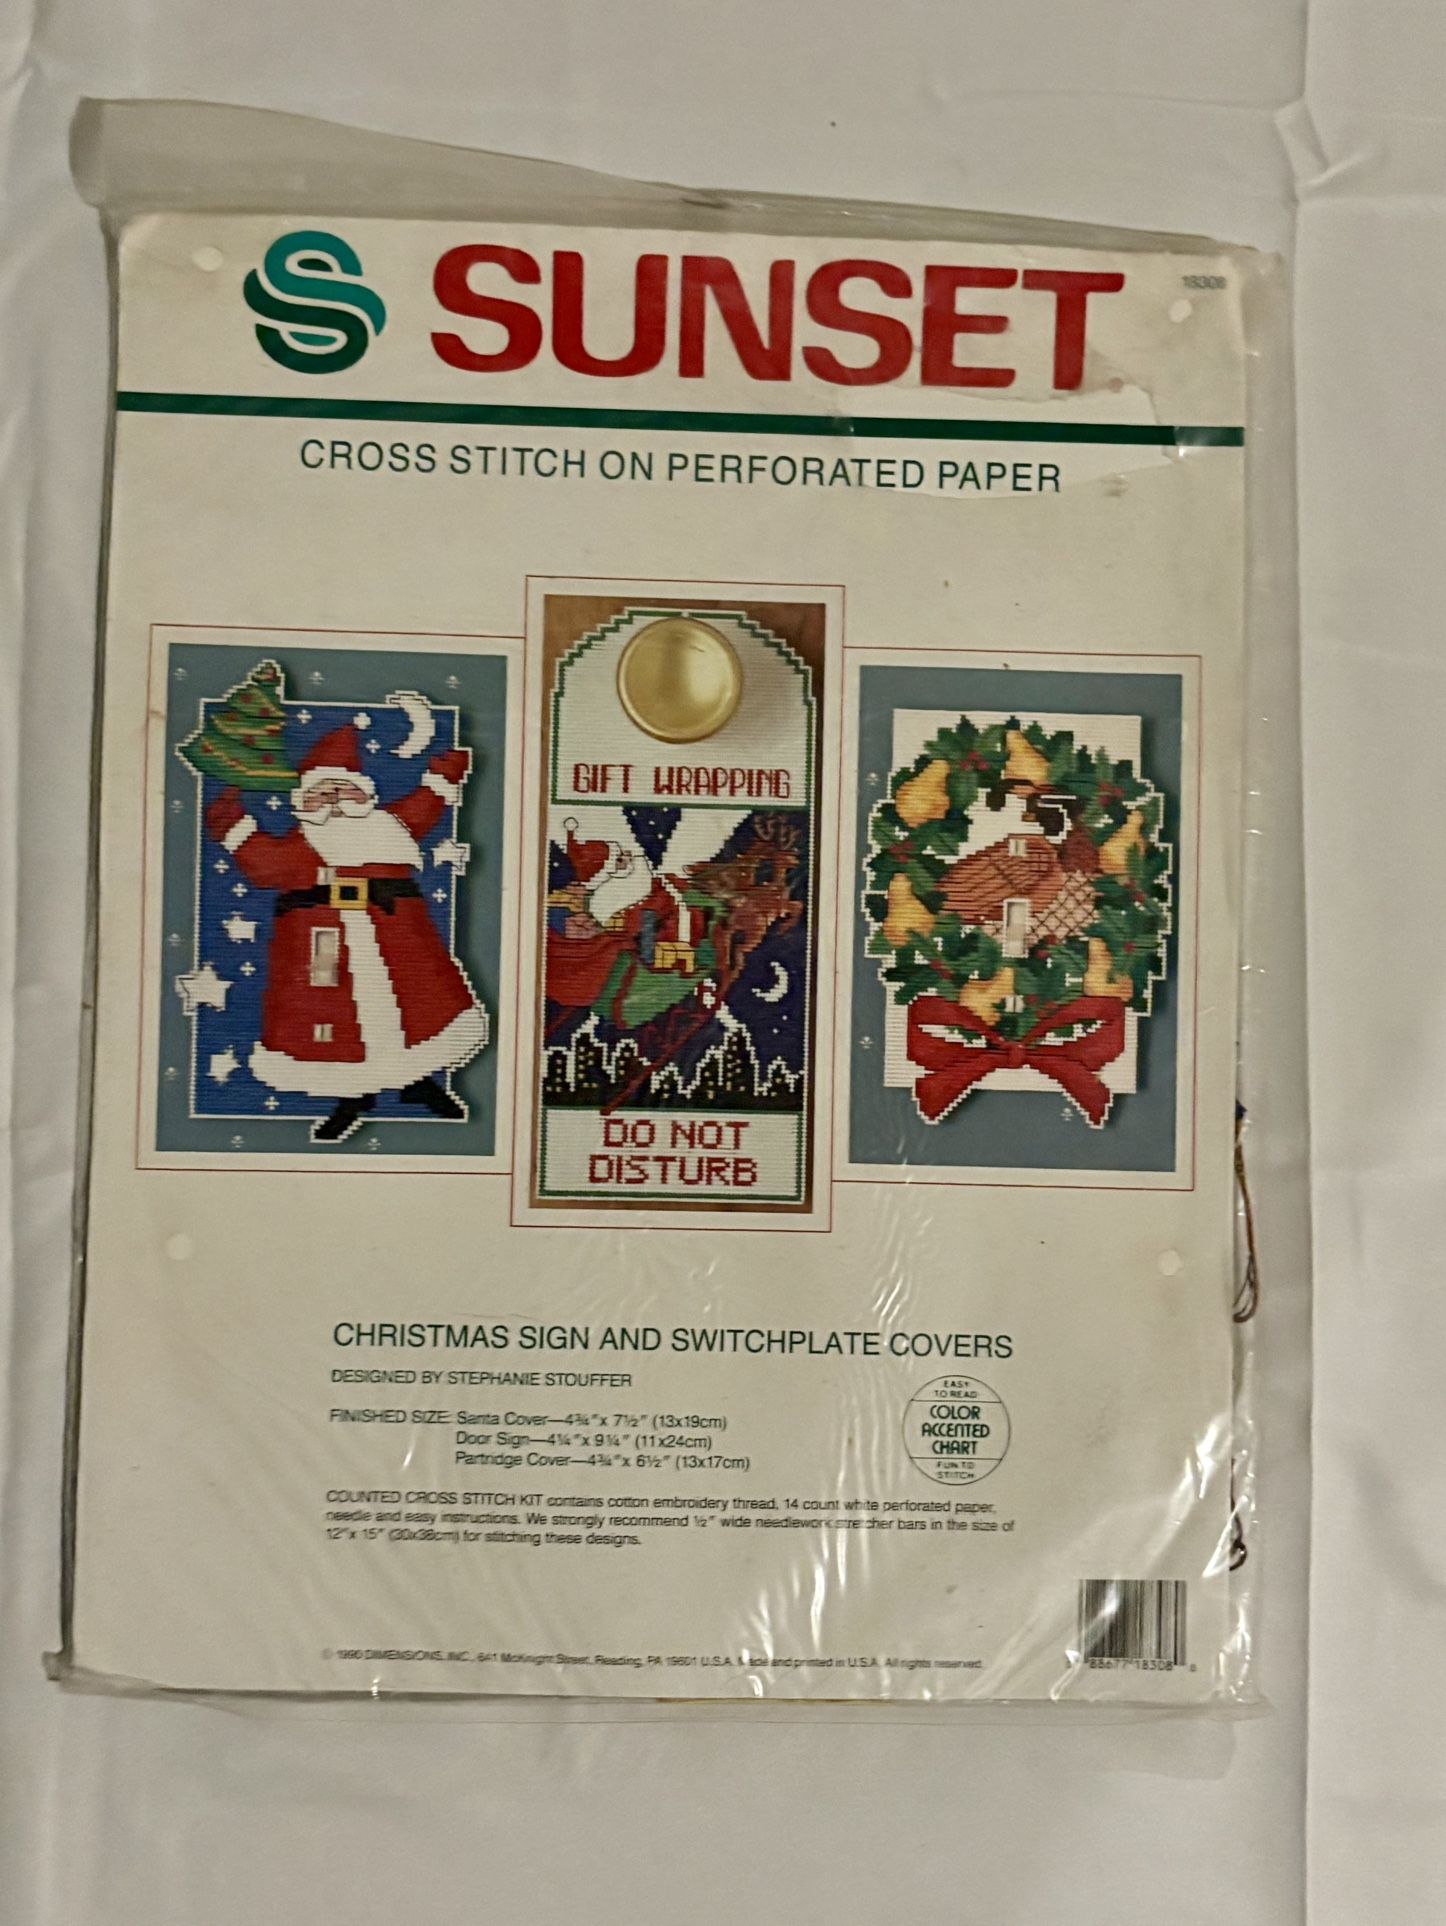 SUNSET
18308
CROSS STITCH ON PERFORATED PAPER
GIFT WRAPPING
DO NOT
DISTURB
CHRISTMAS SIGN AND SWITCHPLATE COVERS
DESIGNED BY STEPHANIE STOUFFER
FINISHED SIZE: Santa Cover—4¾"x 7½" (13x19cm)
Door Sign—4¼"x 9¼" (11x24cm)
Partridge Cover—4¾"x 6½" (13x17cm)
EASY
TO READ
COLOR
ACCENTED
CHART
FUN TO
STITCH
COUNTED CROSS STITCH KIT contains cotton embroidery thread, 14 count white perforated paper,
needle and easy instructions. We strongly recommend ½" wide needlework stretcher bars in the size of
12"x 15" (30x38cm) for stitching these designs.
© 1990 DIMENSIONS, INC., 641 McKnight Street, Reading, PA 19601 U.S.A. Made and printed in U.S.A. All rights reserved.
88677 18308 8